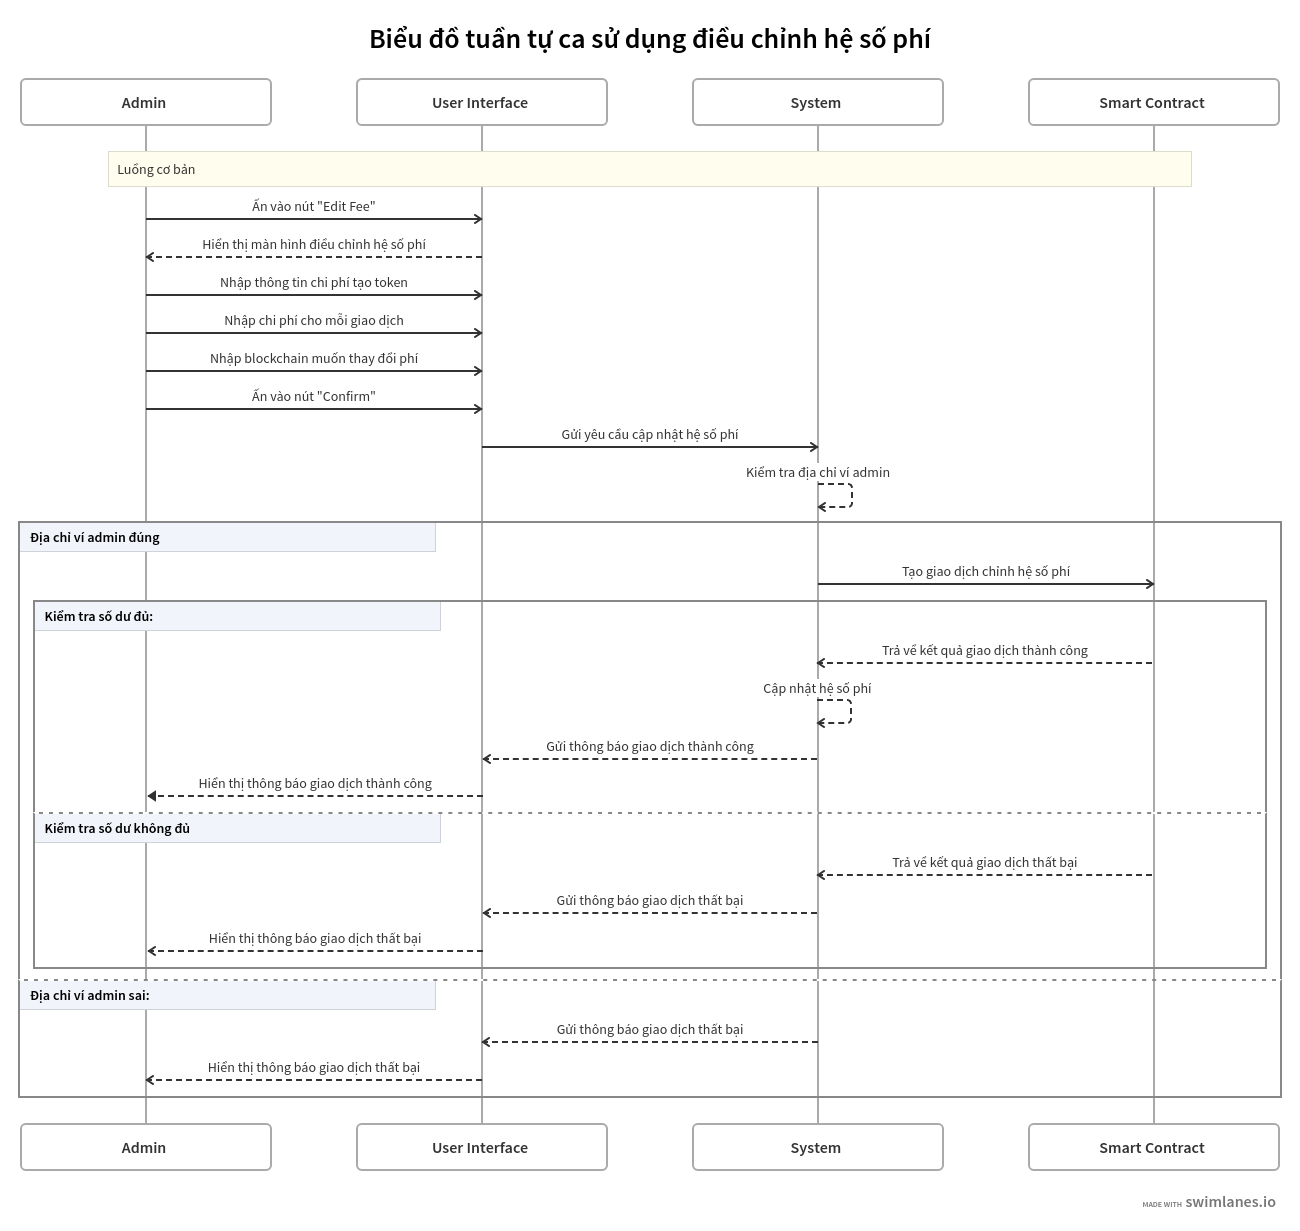 Biểu đồ tuần tự ca sử dụng điều chỉnh hệ số phí
Admin
User Interface
System
Smart Contract
Luồng cơ bản
Ấn vào nút "Edit Fee"
Hiển thị màn hình điều chỉnh hệ số phí
Nhập thông tin chi phí tạo token
Nhập chi phí cho mỗi giao dịch
Nhập blockchain muốn thay đổi phí
Ấn vào nút "Confirm"
Gửi yêu cầu cập nhật hệ số phí
Kiểm tra địa chỉ ví admin
Địa chỉ ví admin đúng
Tạo giao dịch chỉnh hệ số phí
Kiểm tra số dư đủ:
Trả về kết quả giao dịch thành công
Cập nhật hệ số phí
Gửi thông báo giao dịch thành công
Hiển thị thông báo giao dịch thành công
Kiểm tra số dư không đủ
Trả về kết quả giao dịch thất bại
Gửi thông báo giao dịch thất bại
Hiển thị thông báo giao dịch thất bại
Địa chỉ ví admin sai:
Gửi thông báo giao dịch thất bại
Hiển thị thông báo giao dịch thất bại
Admin
User Interface
System
Smart Contract
MADE WITH swimlanes.io